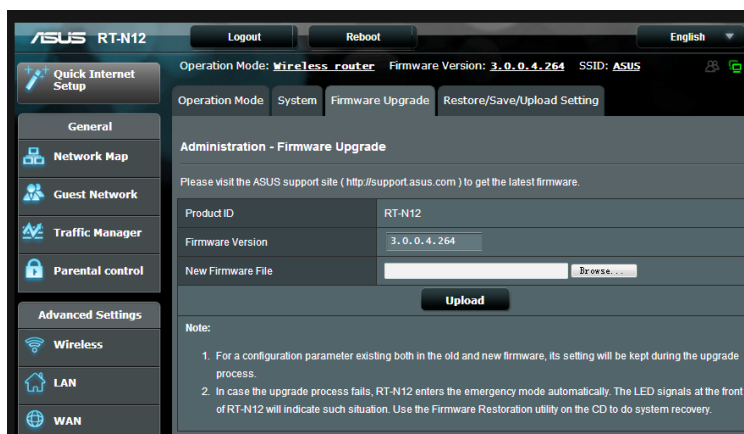 ASUS RT-N12
Logout
Reboot
English
Quick Internet
Setup
Operation Mode: Wireless router Firmware Version: 3.0.0.4.264 SSID: ASUS
Operation Mode
System
Firmware Upgrade
Restore/Save/Upload Setting
General
Network Map
Guest Network
Traffic Manager
Parental control
Advanced Settings
Wireless
LAN
WAN
Administration - Firmware Upgrade
Please visit the ASUS support site ( http://support.asus.com ) to get the latest firmware.
Product ID RT-N12
Firmware Version 3.0.0.4.264
New Firmware File Browse...
Upload
Note:
1. For a configuration parameter existing both in the old and new firmware, its setting will be kept during the upgrade
process.
2. In case the upgrade process fails, RT-N12 enters the emergency mode automatically. The LED signals at the front
of RT-N12 will indicate such situation. Use the Firmware Restoration utility on the CD to do system recovery.